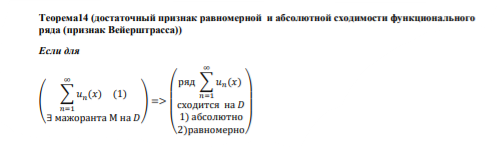 Теорема14 (достаточный признак равномерной и абсолютной сходимости функционального
ряда (признак Вейерштрасса))
Если для
∞
∑ uₙ(x) (1)
n=1
∃ мажоранта M на D
=>
∞
ряд ∑ uₙ(x)
n=1
сходится на D
1) абсолютно
2)равномерно